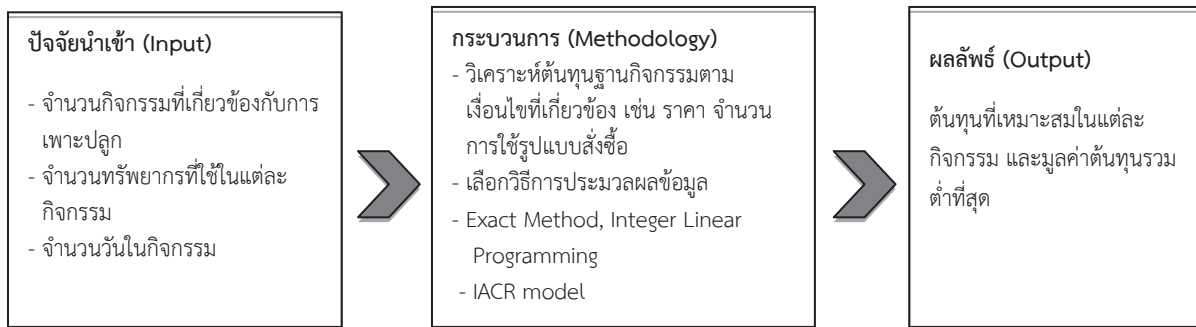 ปัจจัยนำเข้า (Input)
- จำนวนกิจกรรมที่เกี่ยวข้องกับการ
เพาะปลูก
- จำนวนทรัพยากรที่ใช้ในแต่ละ
กิจกรรม
- จำนวนวันในกิจกรรม
กระบวนการ (Methodology)
- วิเคราะห์ต้นทุนฐานกิจกรรมตาม
เงื่อนไขที่เกี่ยวข้อง เช่น ราคา จำนวน
การใช้รูปแบบสั่งซื้อ
- เลือกวิธีการประมวลผลข้อมูล
- Exact Method, Integer Linear
Programming
- IACR model
ผลลัพธ์ (Output)
ต้นทุนที่เหมาะสมในแต่ละ
กิจกรรม และมูลค่าต้นทุนรวม
ต่ำที่สุด